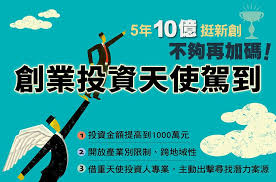 5年10億挺新創
不夠再加碼!
創業投資天使駕到
1 投資金額提高到1000萬元
2 開放產業別限制、跨地域性
3 借重天使投資人專業、主動出擊尋找潛力案源